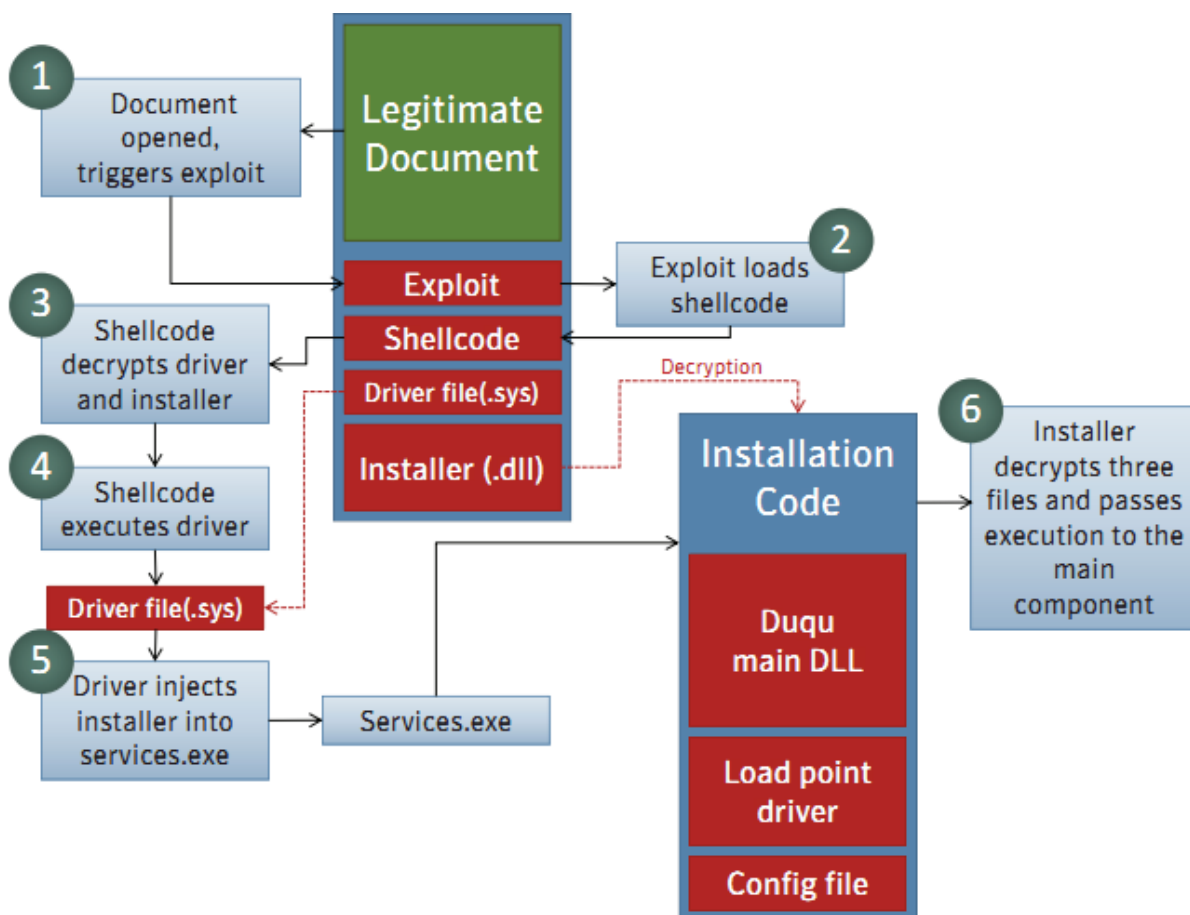 1
Document
opened,
triggers exploit
Legitimate
Document
2
Exploit loads
shellcode
Exploit
Shellcode
Driver file(.sys)
Installer (.dll)
3
Shellcode
decrypts driver
and installer
4
Shellcode
executes driver
Driver file(.sys)
5
Driver injects
installer into
services.exe
Services.exe
Decryption
Installation
Code
Duqu
main DLL
Load point
driver
Config file
6
Installer
decrypts three
files and passes
execution to the
main
component